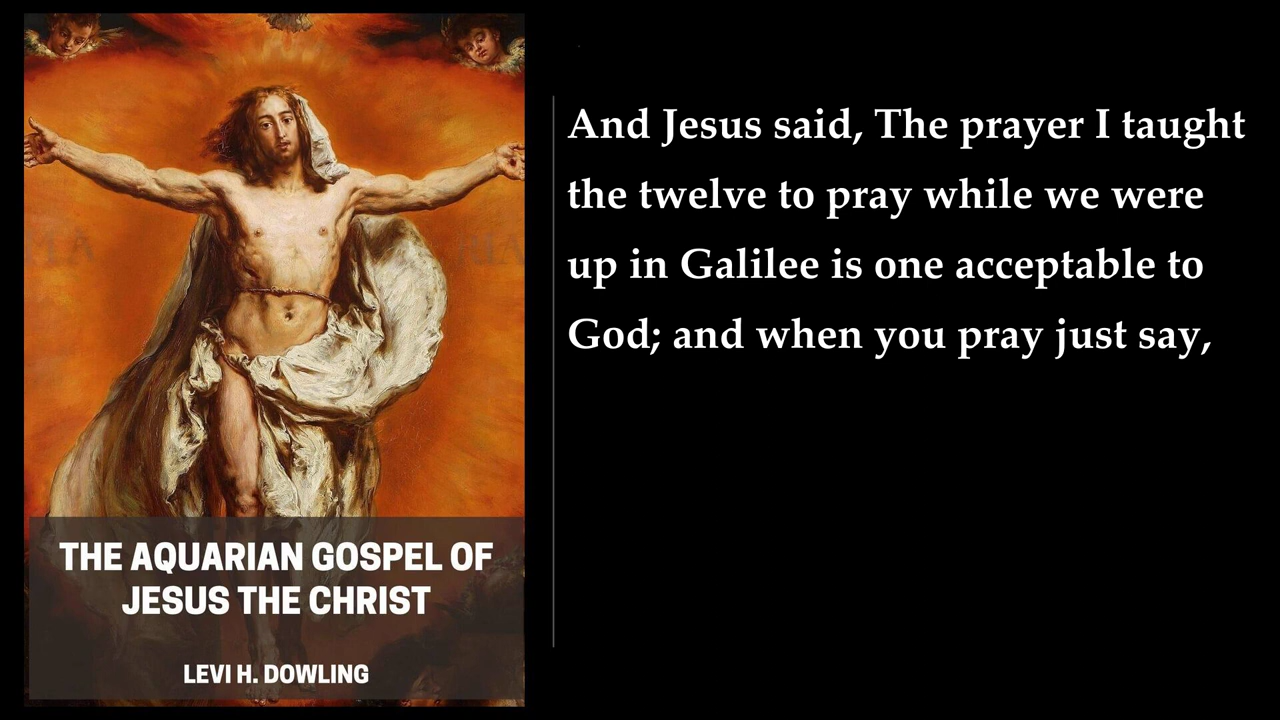 And Jesus said, The prayer I taught
the twelve to pray while we were
up in Galilee is one acceptable to
God; and when you pray just say,
THE AQUARIAN GOSPEL OF
JESUS THE CHRIST
LEVI H. DOWLING